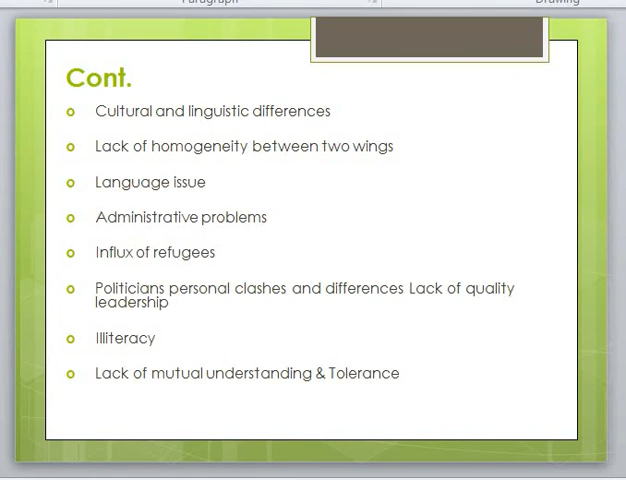 Paragraph
Drawing
Cont.
Cultural and linguistic differences
Lack of homogeneity between two wings
Language issue
Administrative problems
Influx of refugees
Politicians personal clashes and differences Lack of quality
leadership
Illiteracy
Lack of mutual understanding & Tolerance